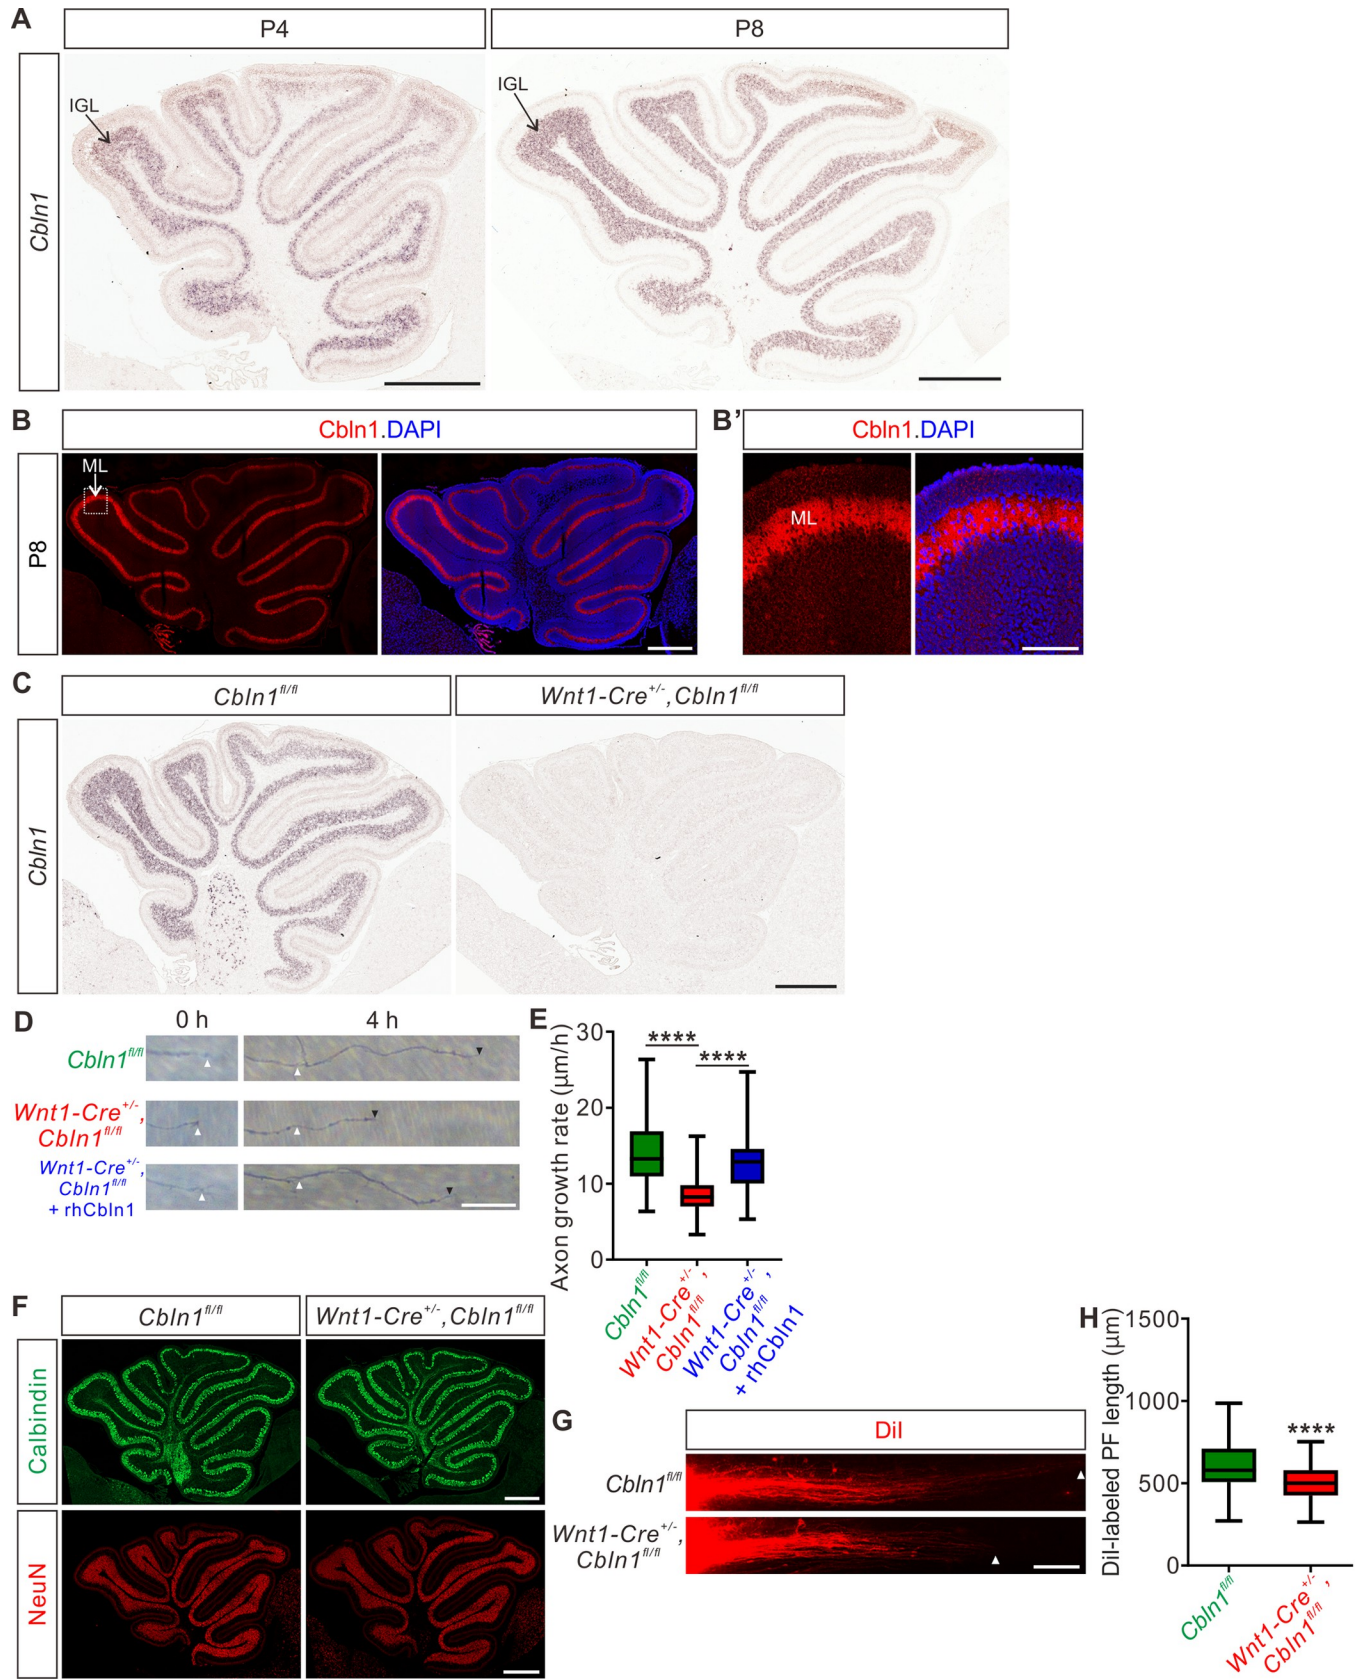 A
P4
P8
Cbln1
IGL
IGL
B
Cbln1.DAPI
B'
Cbln1.DAPI
P8
ML
ML
C
Cbln1fl/fl
Wnt1-Cre+/-,Cbln1fl/fl
Cbln1
D
0 h
4 h
Cbln1fl/fl
Wnt1-Cre+/-,
Cbln1fl/fl
Wnt1-Cre+/-,
Cbln1fl/fl
+ rhCbln1
E
Axon growth rate (μm/h)
30
20
10
0
****
****
Cbln1fl/fl
Wnt1-Cre+/-,
Cbln1fl/fl
Wnt1-Cre+/-,
Cbln1fl/fl
+ rhCbln1
F
Cbln1fl/fl
Wnt1-Cre+/-,Cbln1fl/fl
Calbindin
NeuN
G
DiI
Cbln1fl/fl
Wnt1-Cre+/-,
Cbln1fl/fl
H
DiI-labeled PF length (μm)
1500
1000
500
0
****
Cbln1fl/fl
Wnt1-Cre+/-,
Cbln1fl/fl